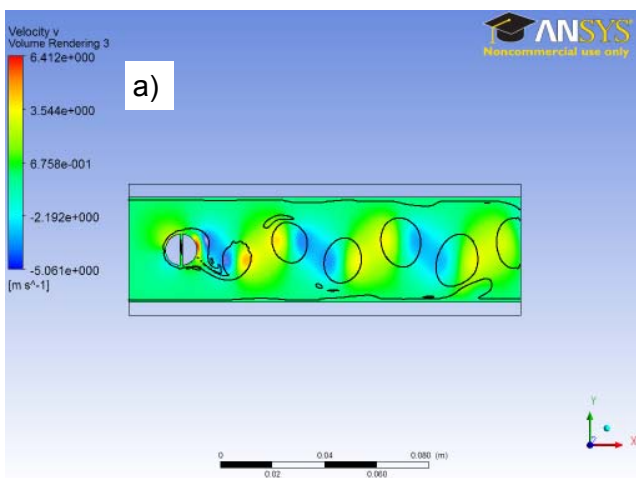 Velocity v
Volume Rendering 3
6.412e+000
3.544e+000
6.758e-001
-2.192e+000
-5.061e+000
[m s^-1]
a)
ANSYS
Noncommercial use only
Y
Z
X
0
0.04
0.080 (m)
0.02
0.060